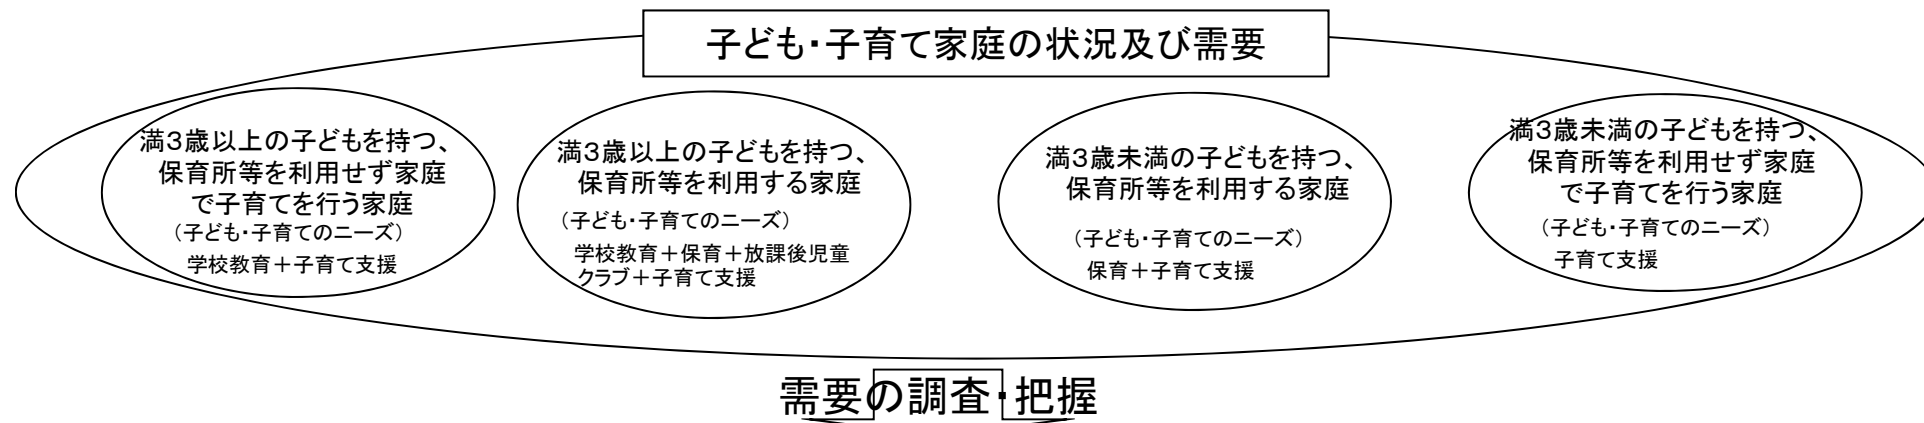 子ども・子育て家庭の状況及び需要
満３歳以上の子どもを持つ、
保育所等を利用せず家庭
で子育てを行う家庭
（子ども・子育てのニーズ）
学校教育＋子育て支援
満３歳以上の子どもを持つ、
保育所等を利用する家庭
（子ども・子育てのニーズ）
学校教育＋保育＋放課後児童
クラブ＋子育て支援
満３歳未満の子どもを持つ、
保育所等を利用する家庭
（子ども・子育てのニーズ）
保育＋子育て支援
満３歳未満の子どもを持つ、
保育所等を利用せず家庭
で子育てを行う家庭
（子ども・子育てのニーズ）
子育て支援
需要の調査・把握